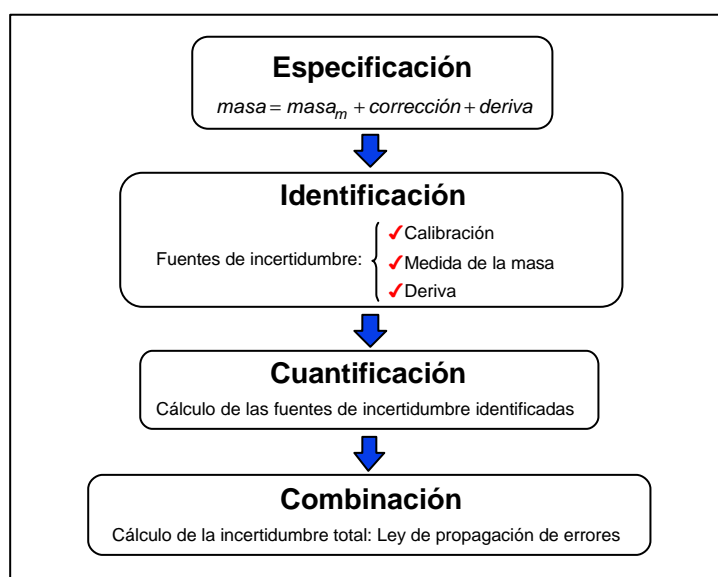 Especificación
masa = masaₘ + corrección + deriva
Identificación
Fuentes de incertidumbre:
✓Calibración
✓Medida de la masa
✓Deriva
Cuantificación
Cálculo de las fuentes de incertidumbre identificadas
Combinación
Cálculo de la incertidumbre total: Ley de propagación de errores